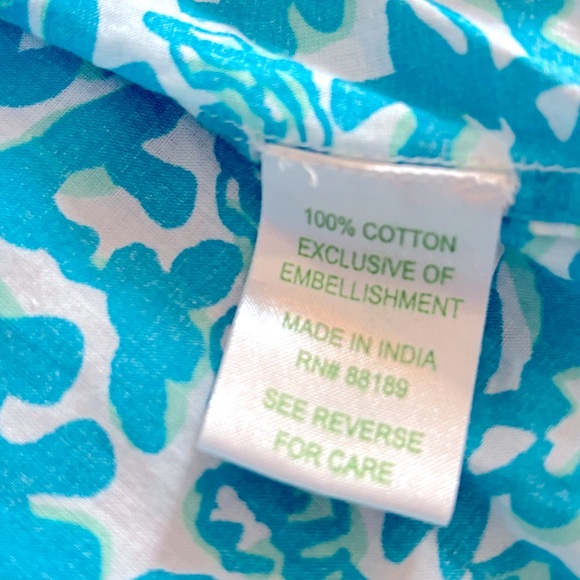 100% COTTON
EXCLUSIVE OF
EMBELLISHMENT
MADE IN INDIA
RN# 88189
SEE REVERSE
FOR CARE